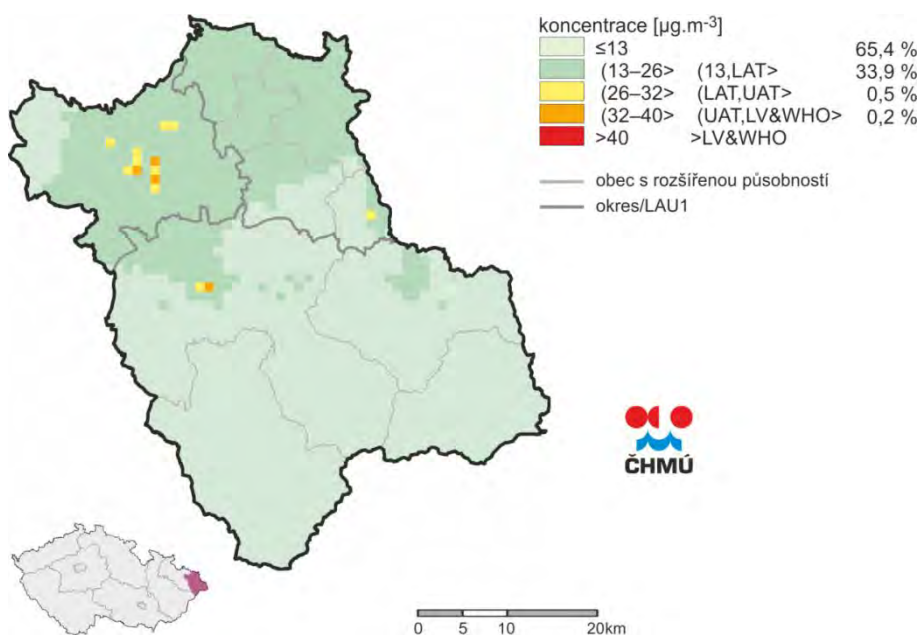 koncentrace [µg.m⁻³]
≤13 65,4 %
(13–26> (13,LAT> 33,9 %
(26–32> (LAT,UAT> 0,5 %
(32–40> (UAT,LV&WHO> 0,2 %
>40 >LV&WHO
obec s rozšířenou působností
okres/LAU1
ČHMÚ
0 5 10 20km